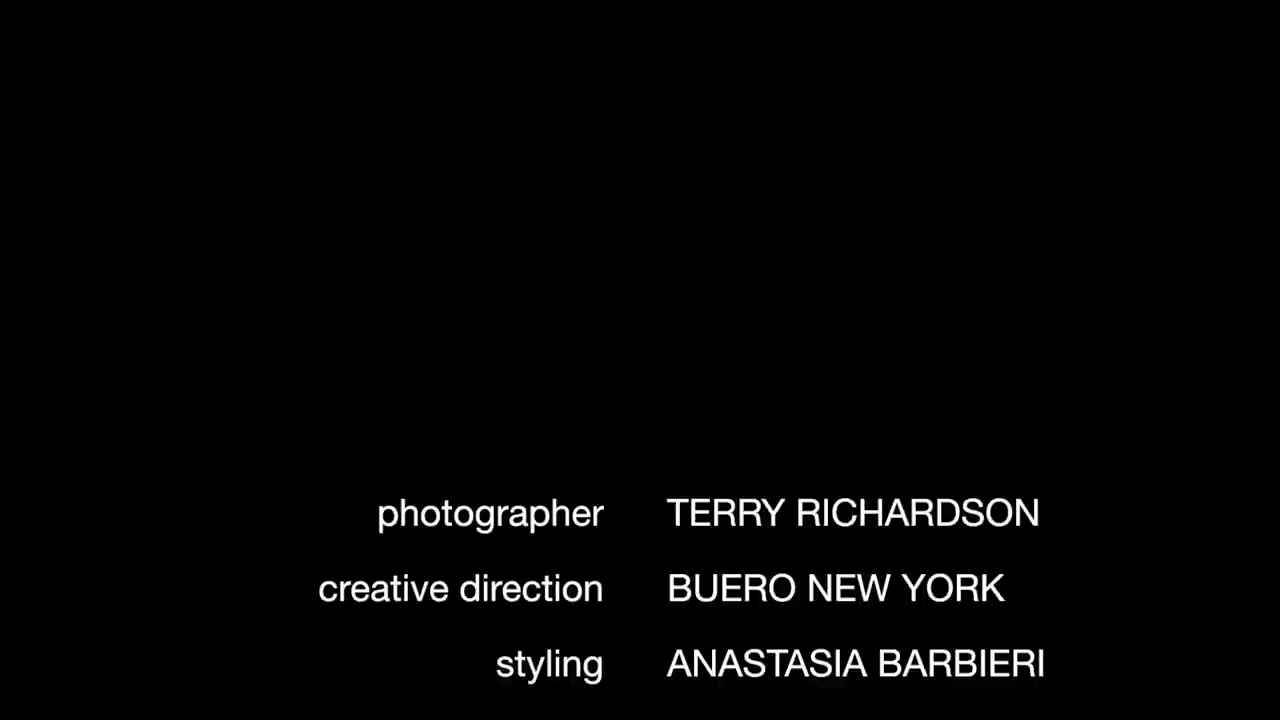 photographer TERRY RICHARDSON
creative direction BUERO NEW YORK
styling ANASTASIA BARBIERI